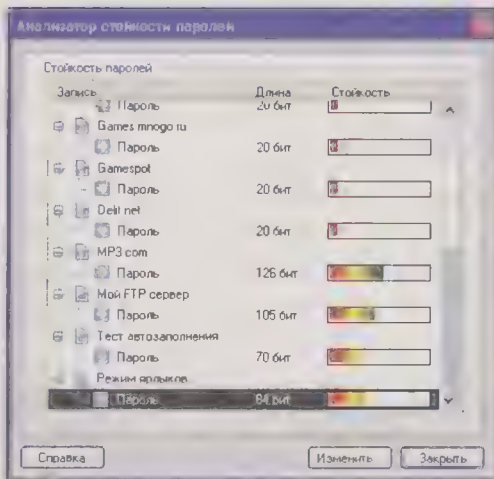 Анализатор стойкости паролей
Стойкость паролей
Запись Длина Стойкость
Пароль 20 бит
Games mnogo ru
Пароль 20 бит
Gamespot
Пароль 20 бит
Delit net
Пароль 20 бит
MP3 com
Пароль 126 бит
Мой FTP сервер
Пароль 105 бит
Тест автозаполнения
Пароль 70 бит
Режим ярлыков
Пароль 84 бит
Справка Изменить Закрыть